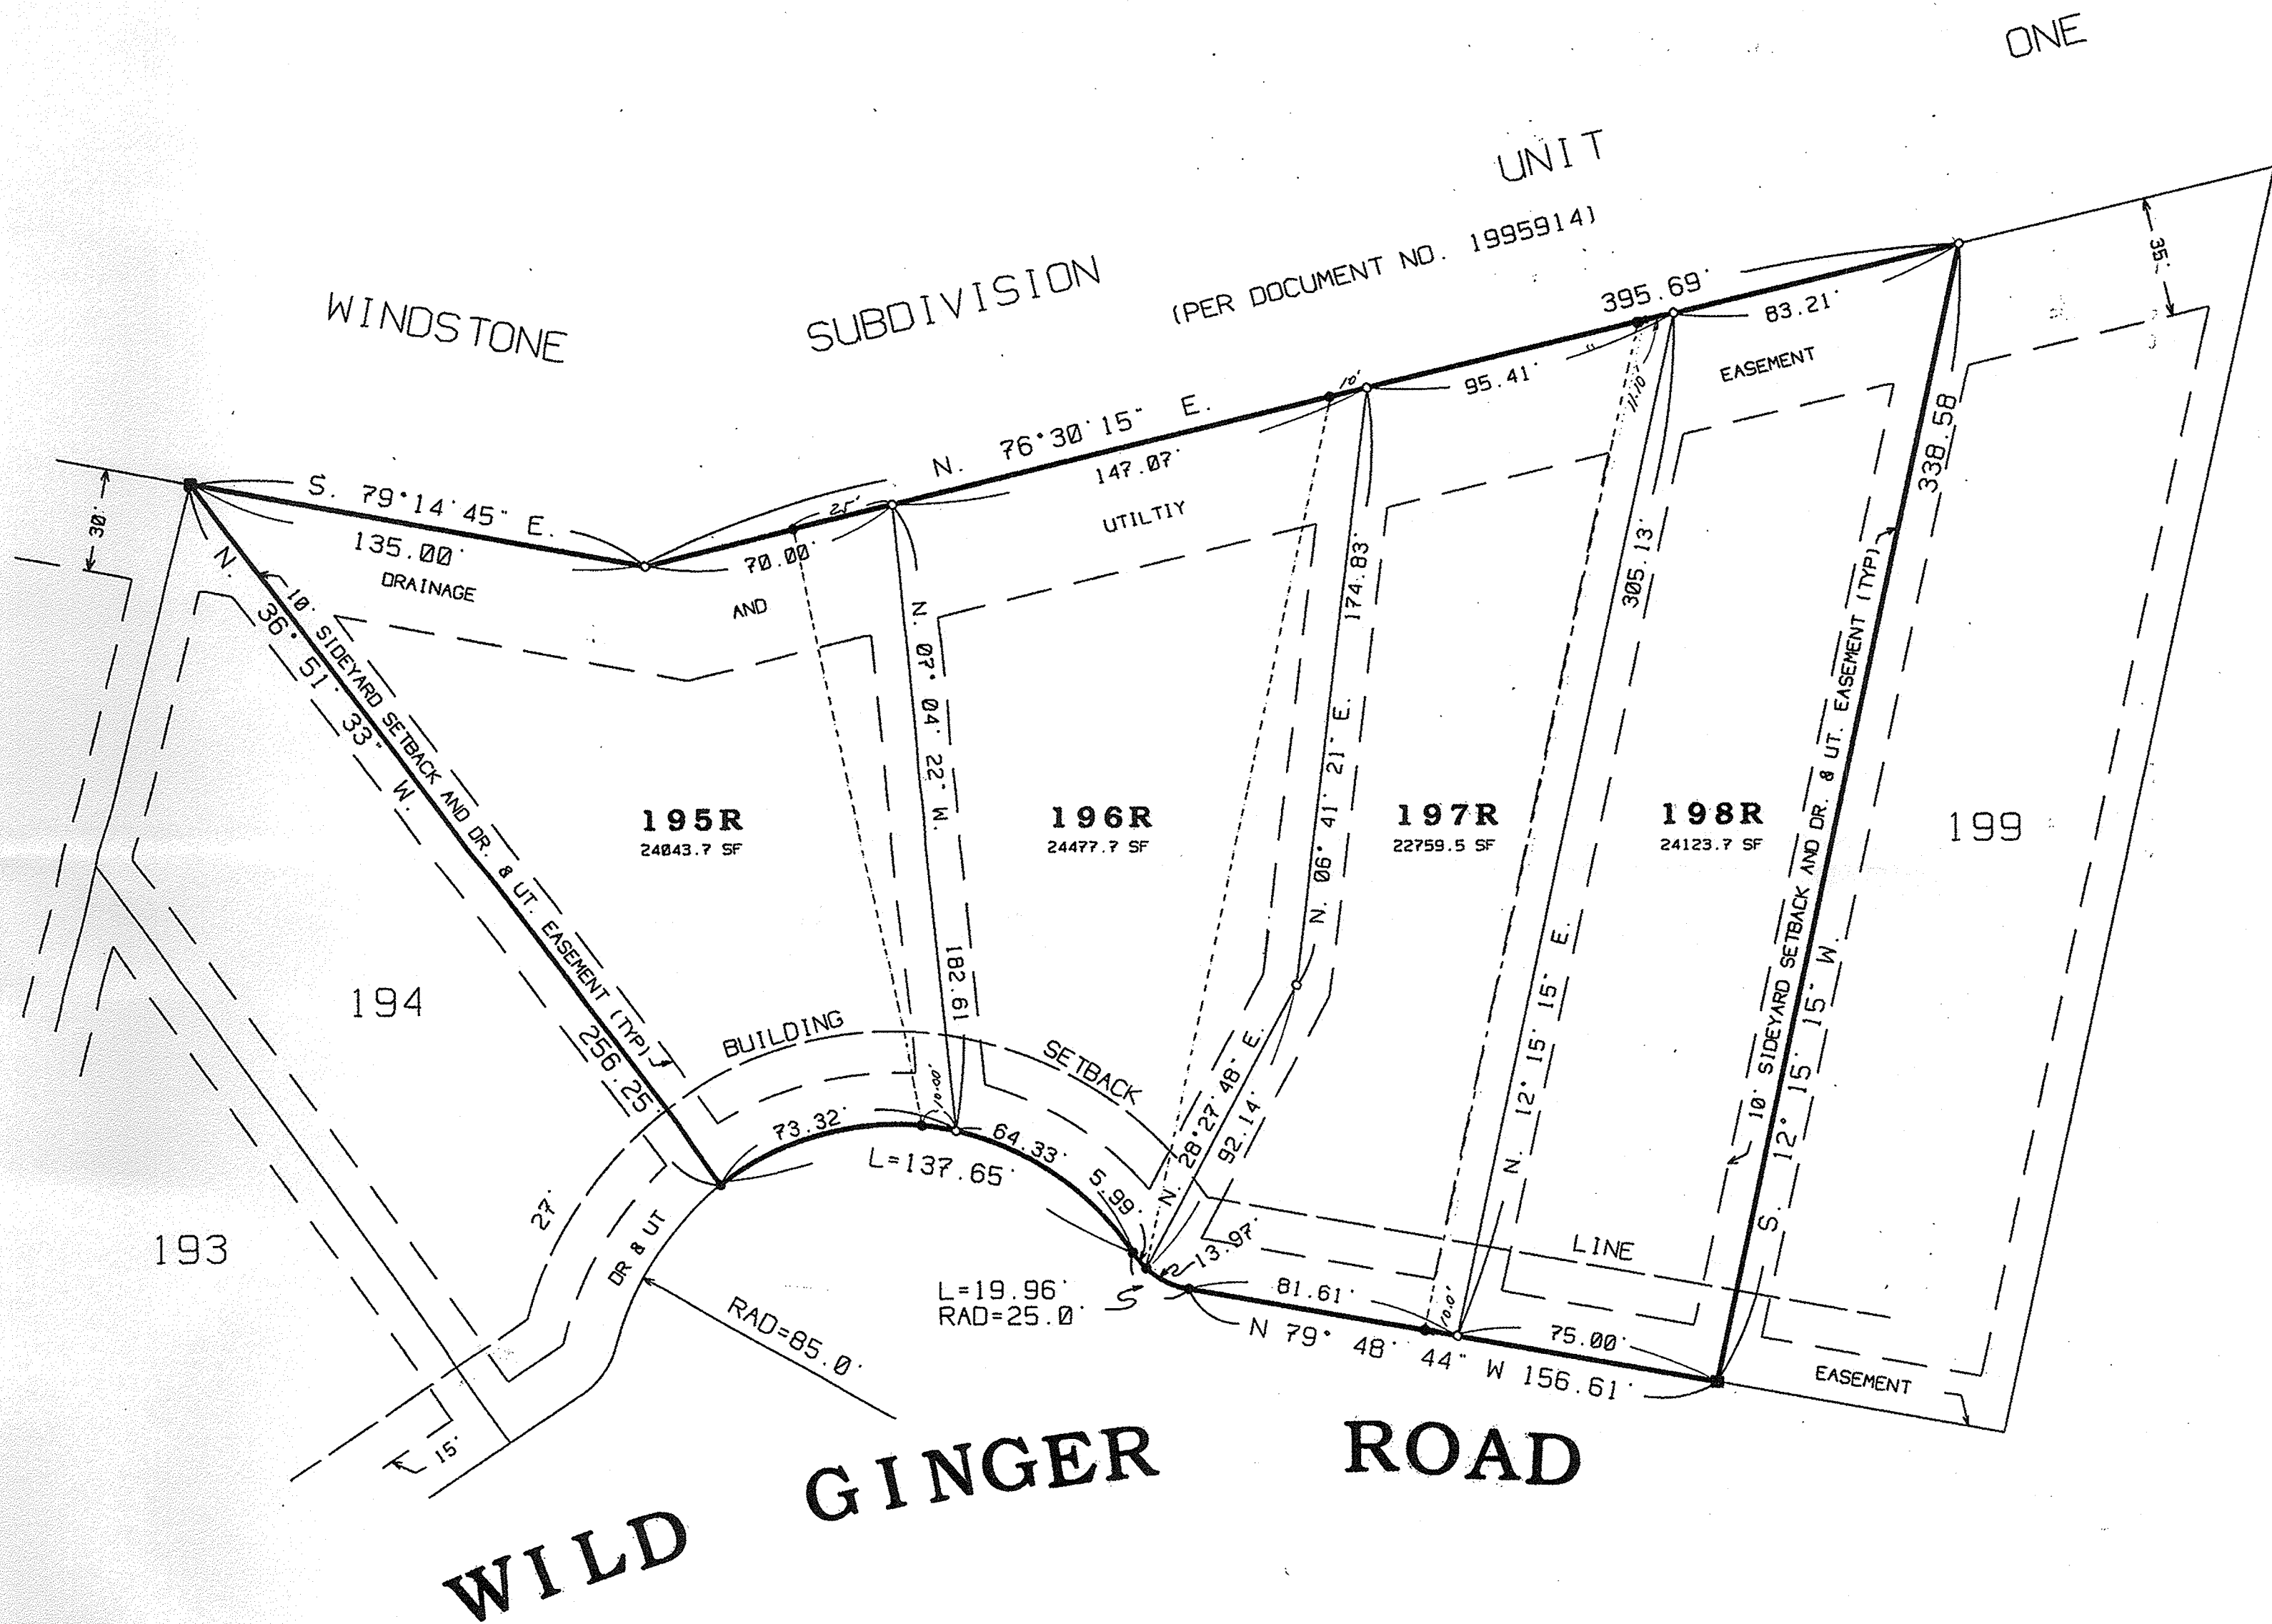 ONE
UNIT
SUBDIVISION
WINDSTONE
(PER DOCUMENT NO. 1995914)
395.69'
83.21'
EASEMENT
35'
95.41'
10'
N. 76°30'15" E.
147.07'
UTILTIY
25'
70.00'
AND
S. 79°14'45" E.
135.00'
DRAINAGE
30'
N. 36° 51' 33" W.
256.25'
10' SIDEYARD SETBACK AND DR. & UT. EASEMENT (TYP)
N. 07° 04' 22" W.
182.61
174.83'
N. 06° 41' 21" E.
N. 28°27'48" E.
92.14'
305.13'
N. 12° 15' 15" E.
338.58
S. 12° 15' 15" W.
10' SIDEYARD SETBACK AND DR. & UT. EASEMENT (TYP)
195R
24043.7 SF
196R
24477.7 SF
197R
22759.5 SF
198R
24123.7 SF
199
194
193
BUILDING
SETBACK
LINE
73.32'
10.00'
64.33'
L=137.65'
5.99'
13.97'
L=19.96'
RAD=25.0'
81.61'
10.0'
75.00'
N 79° 48' 44" W 156.61'
EASEMENT
27'
DR & UT
RAD=85.0'
15'
WILD GINGER ROAD